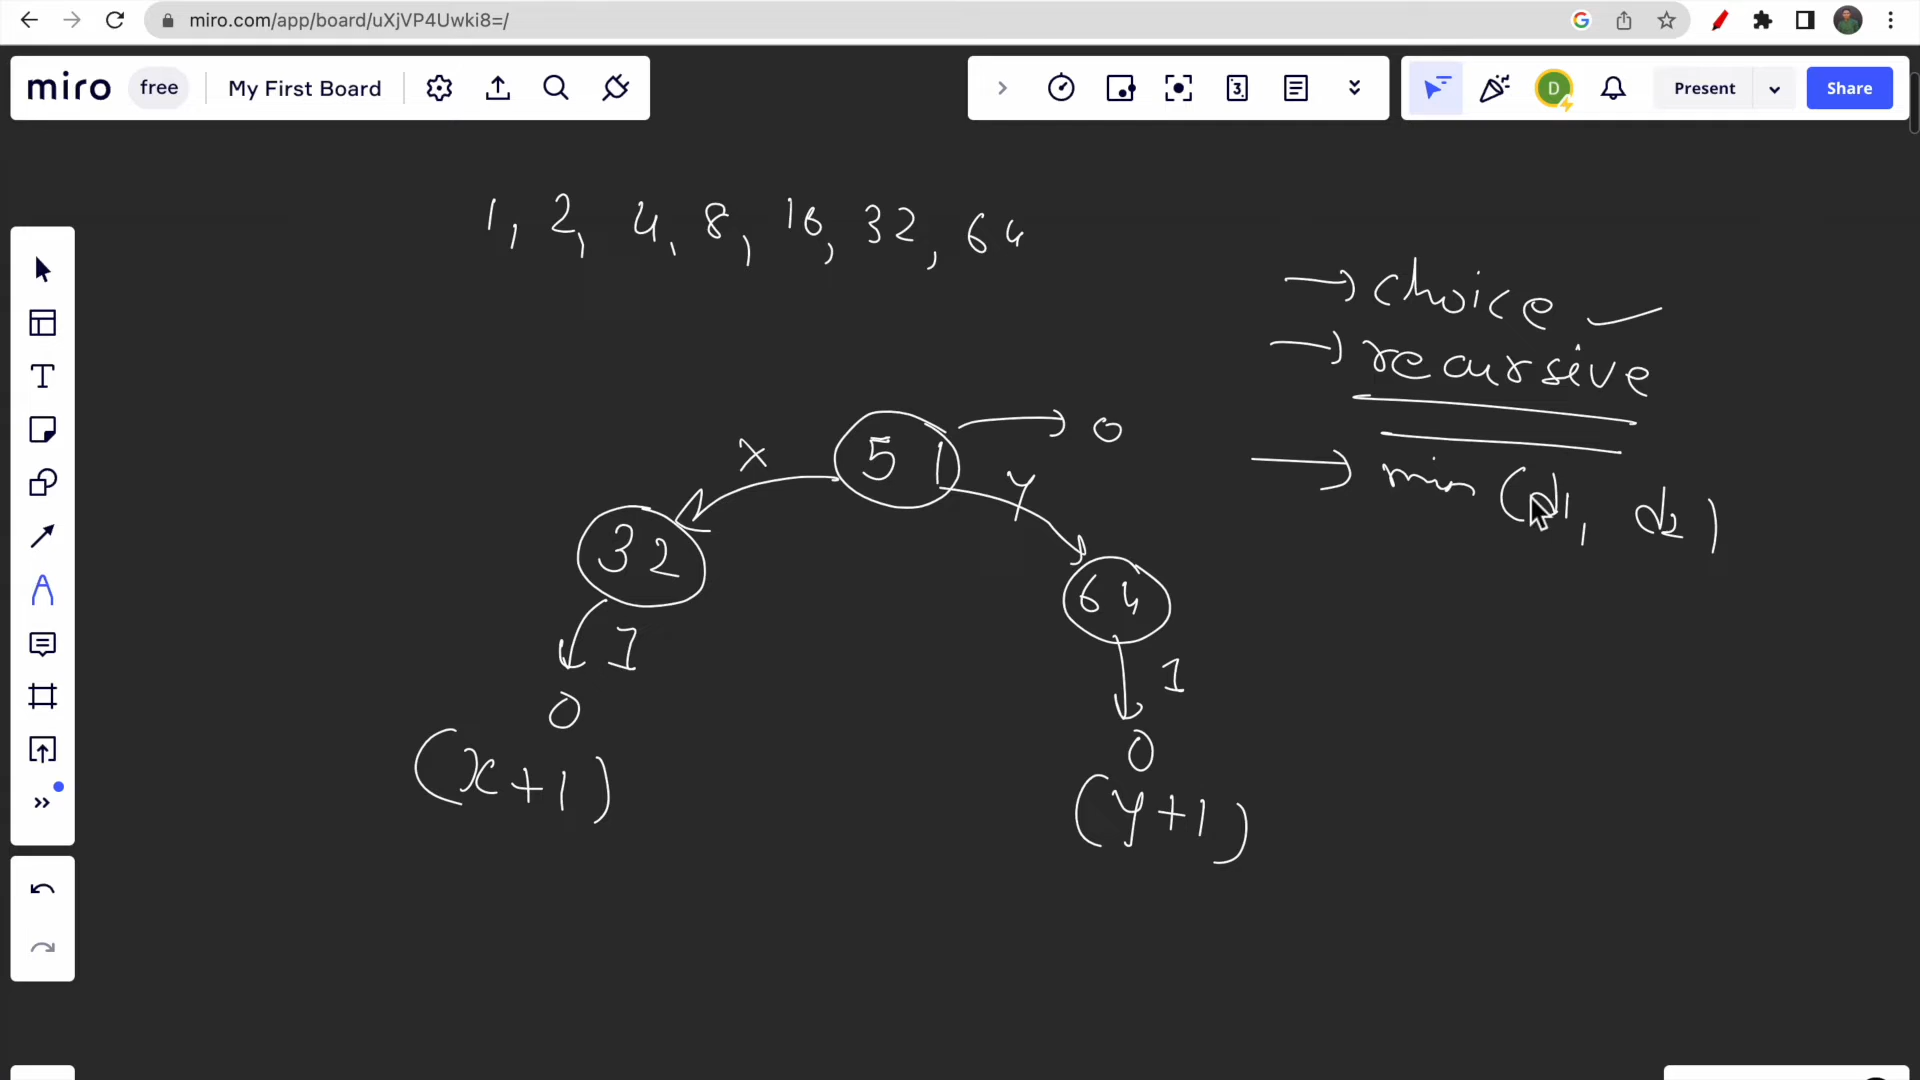 miro.com/app/board/uXjVP4Uwki8=/
miro free My First Board
3 D Present Share
1, 2, 4, 8, 16, 32, 64
→ choice ✓
→ recursive
→ min (d1, d2)
51 → 0
x
y
32
64
1
1
0
0
(x+1)
(y+1)
T